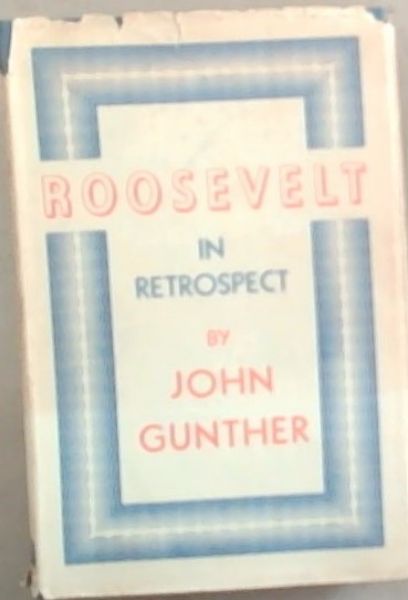 ROOSEVELT
IN
RETROSPECT
BY
JOHN
GUNTHER